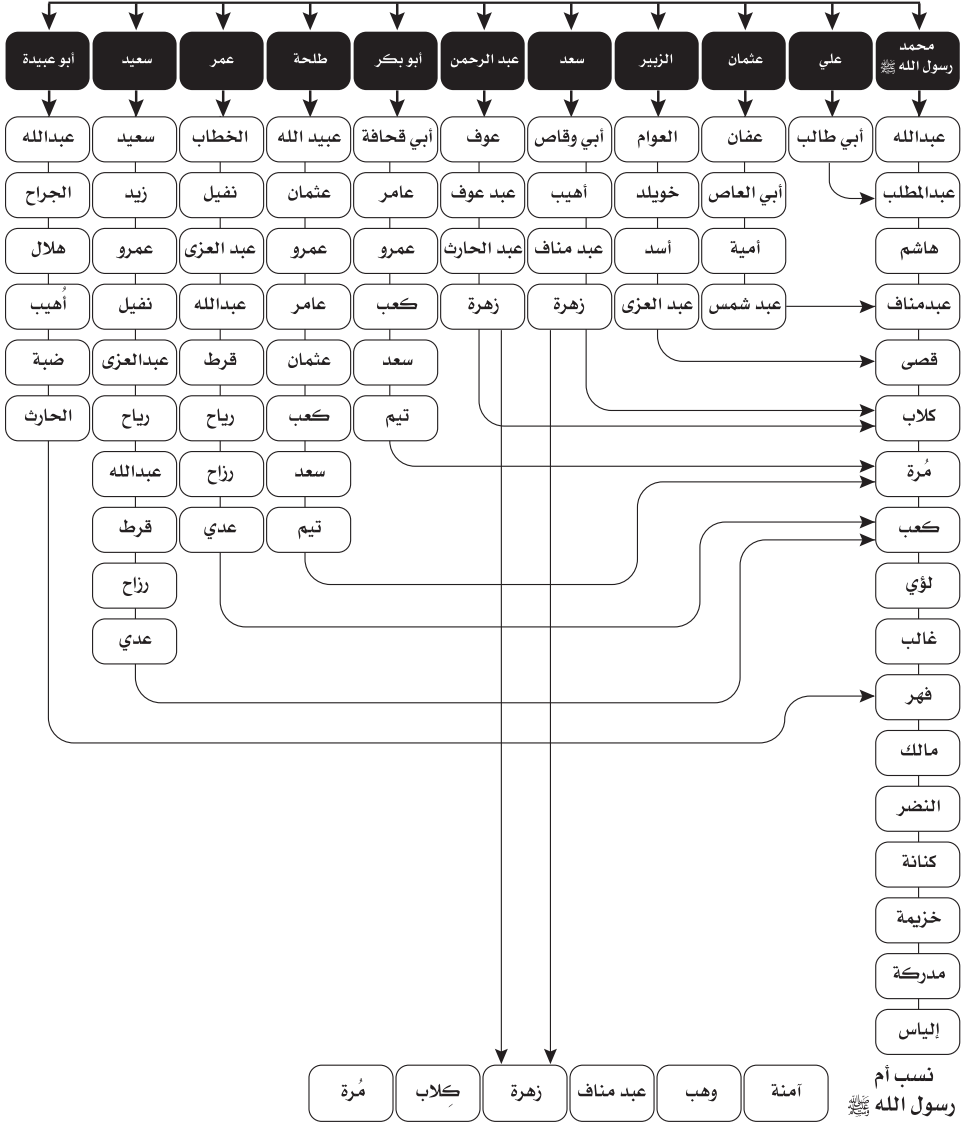 محمد رسول الله ﷺ
علي
عثمان
الزبير
سعد
عبد الرحمن
أبو بكر
طلحة
عمر
سعيد
أبو عبيدة
عبدالله
أبي طالب
عفان
العوام
أبي وقاص
عوف
أبي قحافة
عبيد الله
الخطاب
سعيد
عبدالله
عبدالمطلب
أبي العاص
خويلد
أهيب
عبد عوف
عامر
عثمان
نفيل
زيد
الجراح
هاشم
أمية
أسد
عبد مناف
عبد الحارث
عمرو
عمرو
عبد العزى
عمرو
هلال
عبدمناف
عبد شمس
عبد العزى
زهرة
زهرة
كعب
عامر
عبدالله
نفيل
أُهيب
قصى
سعد
عثمان
قرط
عبدالعزى
ضبة
كلاب
تيم
كعب
رياح
رياح
الحارث
مُرة
سعد
رزاح
عبدالله
كعب
تيم
عدي
قرط
لؤي
رزاح
غالب
عدي
فهر
مالك
النضر
كنانة
خزيمة
مدركة
إلياس
نسب أم
رسول الله ﷺ
آمنة
وهب
عبد مناف
زهرة
كِلاب
مُرة